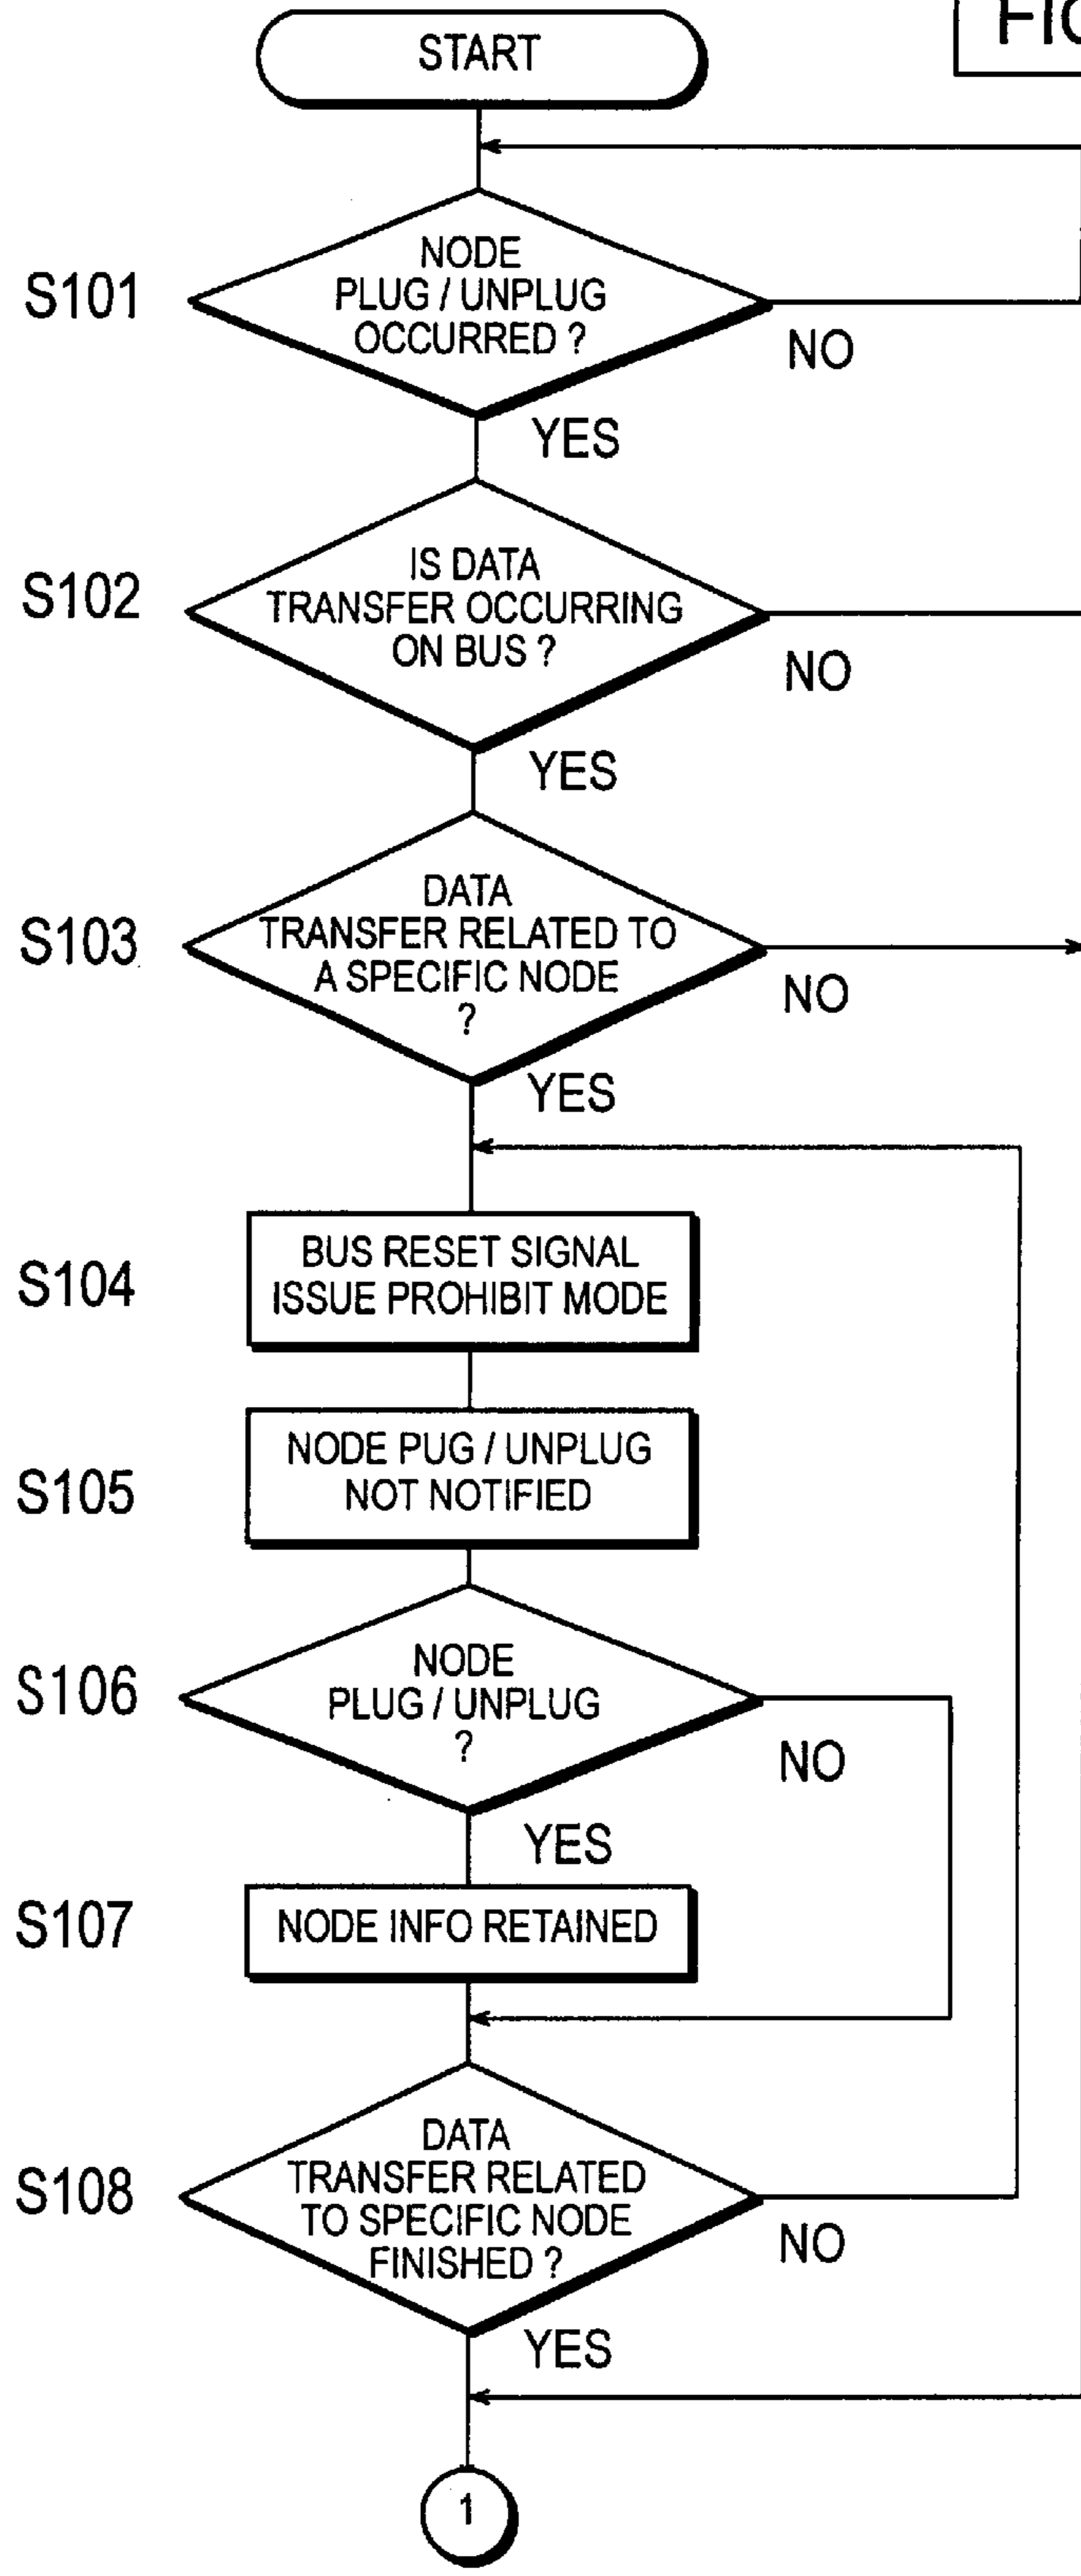 START
S101
NODE
PLUG / UNPLUG
OCCURRED ?
NO
YES
S102
IS DATA
TRANSFER OCCURRING
ON BUS ?
NO
YES
S103
DATA
TRANSFER RELATED TO
A SPECIFIC NODE
?
NO
YES
S104
BUS RESET SIGNAL
ISSUE PROHIBIT MODE
S105
NODE PUG / UNPLUG
NOT NOTIFIED
S106
NODE
PLUG / UNPLUG
?
NO
YES
S107
NODE INFO RETAINED
S108
DATA
TRANSFER RELATED
TO SPECIFIC NODE
FINISHED ?
NO
YES
1